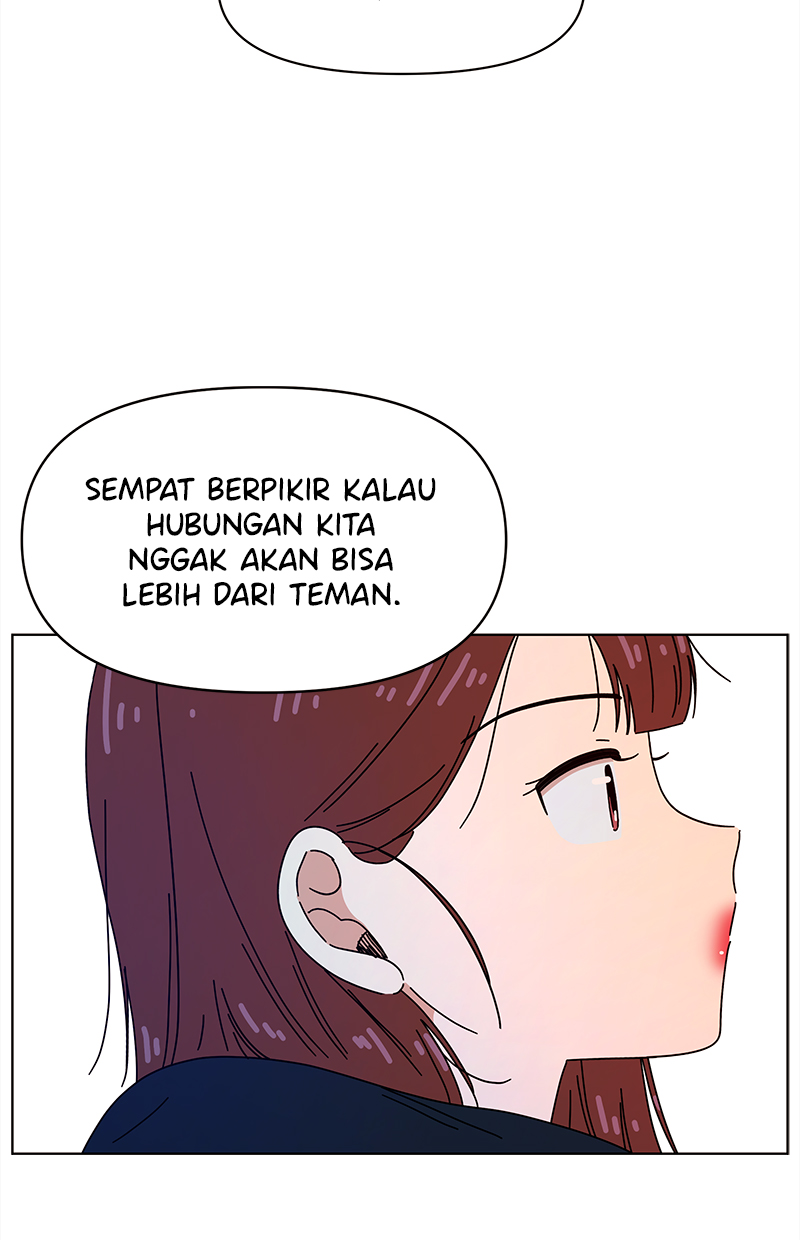 SEMPAT BERPIKIR KALAU
HUBUNGAN KITA
NGGAK AKAN BISA
LEBIH DARI TEMAN.